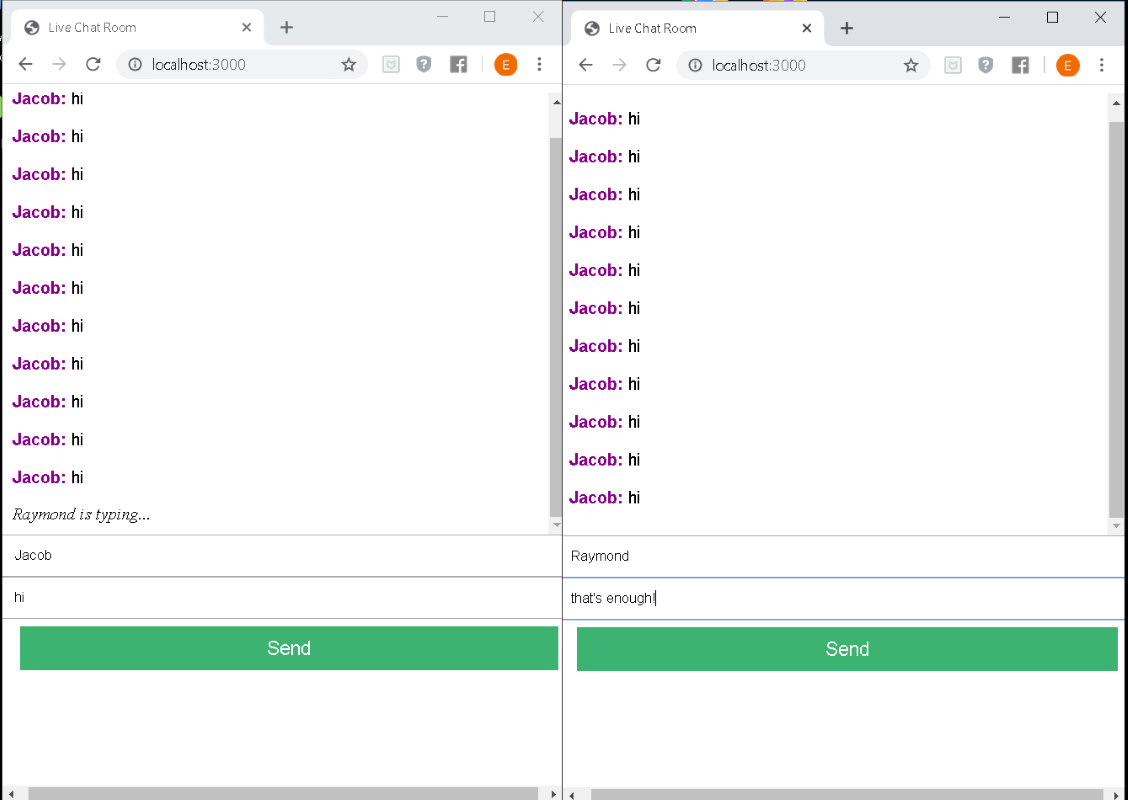 Live Chat Room
localhost:3000
E
Jacob: hi
Jacob: hi
Jacob: hi
Jacob: hi
Jacob: hi
Jacob: hi
Jacob: hi
Jacob: hi
Jacob: hi
Jacob: hi
Jacob: hi
Raymond is typing...
Jacob
hi
Send
Live Chat Room
localhost:3000
E
Jacob: hi
Jacob: hi
Jacob: hi
Jacob: hi
Jacob: hi
Jacob: hi
Jacob: hi
Jacob: hi
Jacob: hi
Jacob: hi
Jacob: hi
Raymond
that's enough!
Send